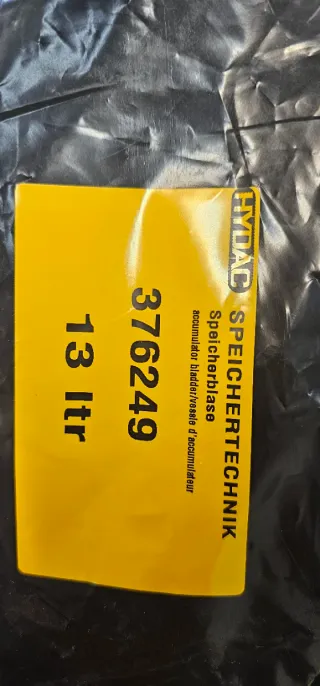 HYDAC SPEICHERTECHNIK
Speicherblase
accumulator bladder/vessie d'accumulateur
376249
13 ltr